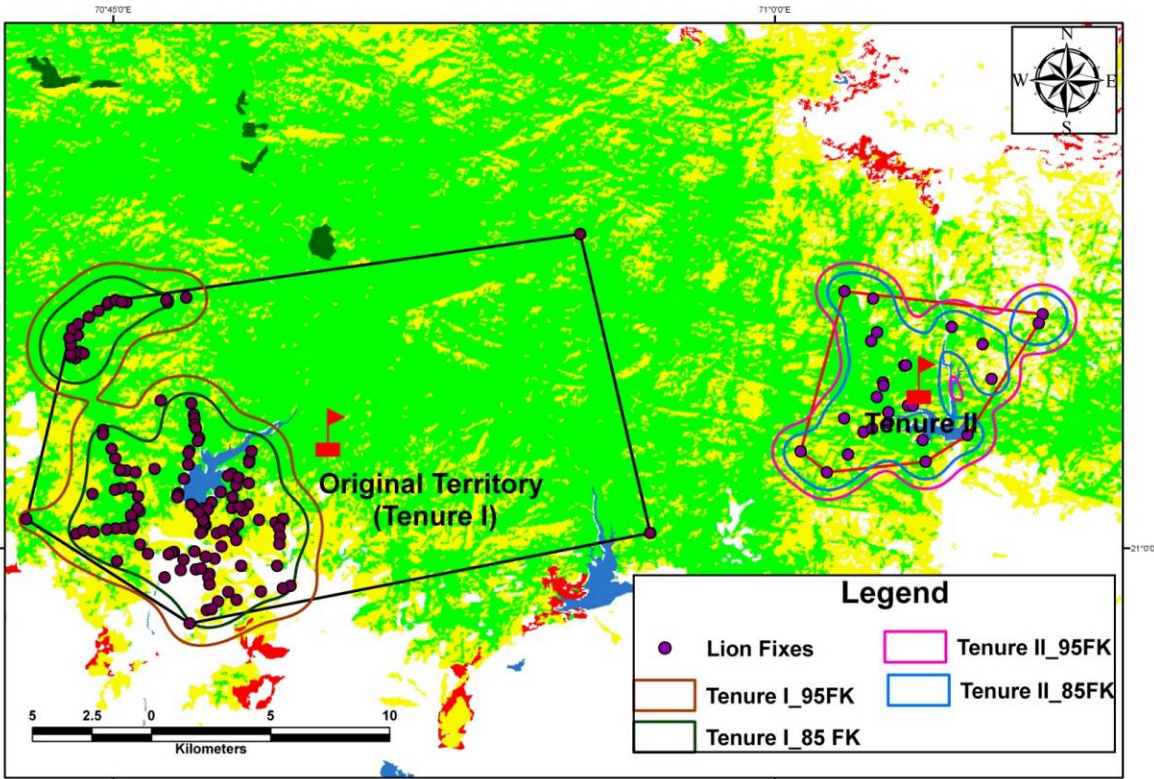 70°45'0"E
71°0'0"E
N
W
E
S
Tenure II
Original Territory
(Tenure I)
21°0'0
Legend
Lion Fixes
Tenure II_95FK
Tenure I_95FK
Tenure II_85FK
Tenure I_85 FK
5 2.5 0 5 10
Kilometers